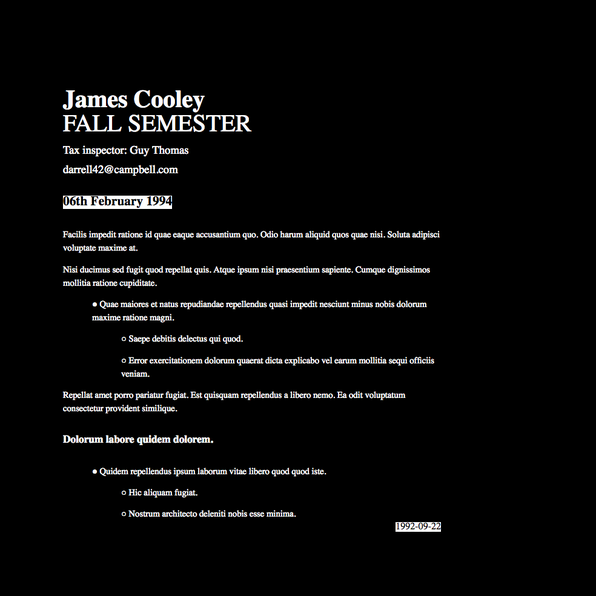 James Cooley
FALL SEMESTER
Tax inspector: Guy Thomas
darrell42@campbell.com
06th February 1994
Facilis impedit ratione id quae eaque accusantium quo. Odio harum aliquid quos quae nisi. Soluta adipisci
voluptate maxime at.
Nisi ducimus sed fugit quod repellat quis. Atque ipsum nisi praesentium sapiente. Cumque dignissimos
mollitia ratione cupiditate.
● Quae maiores et natus repudiandae repellendus quasi impedit nesciunt minus nobis dolorum
maxime ratione magni.
○ Saepe debitis delectus qui quod.
○ Error exercitationem dolorum quaerat dicta explicabo vel earum mollitia sequi officiis
veniam.
Repellat amet porro pariatur fugiat. Est quisquam repellendus a libero nemo. Ea odit voluptatum
consectetur provident similique.
Dolorum labore quidem dolorem.
● Quidem repellendus ipsum laborum vitae libero quod quod iste.
○ Hic aliquam fugiat.
○ Nostrum architecto deleniti nobis esse minima.
1992-09-22